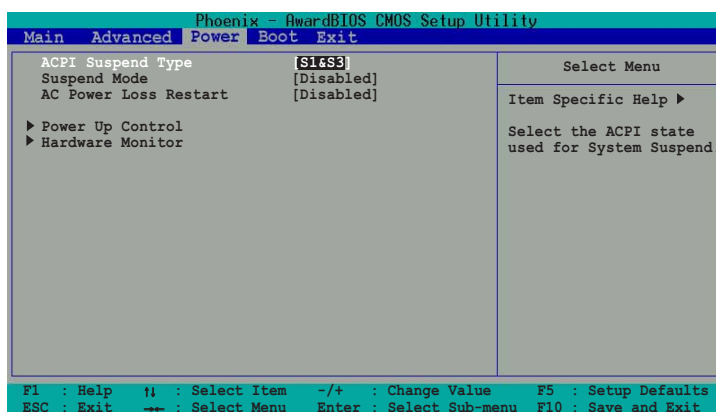 Phoenix - AwardBIOS CMOS Setup Utility
Main Advanced Power Boot Exit
ACPI Suspend Type [S1&S3]
Suspend Mode [Disabled]
AC Power Loss Restart [Disabled]
Power Up Control
Hardware Monitor
Select Menu
Item Specific Help
Select the ACPI state
used for System Suspend
F1 : Help ↑↓ : Select Item -/+ : Change Value F5 : Setup Defaults
ESC : Exit →← : Select Menu Enter : Select Sub-menu F10 : Save and Exit